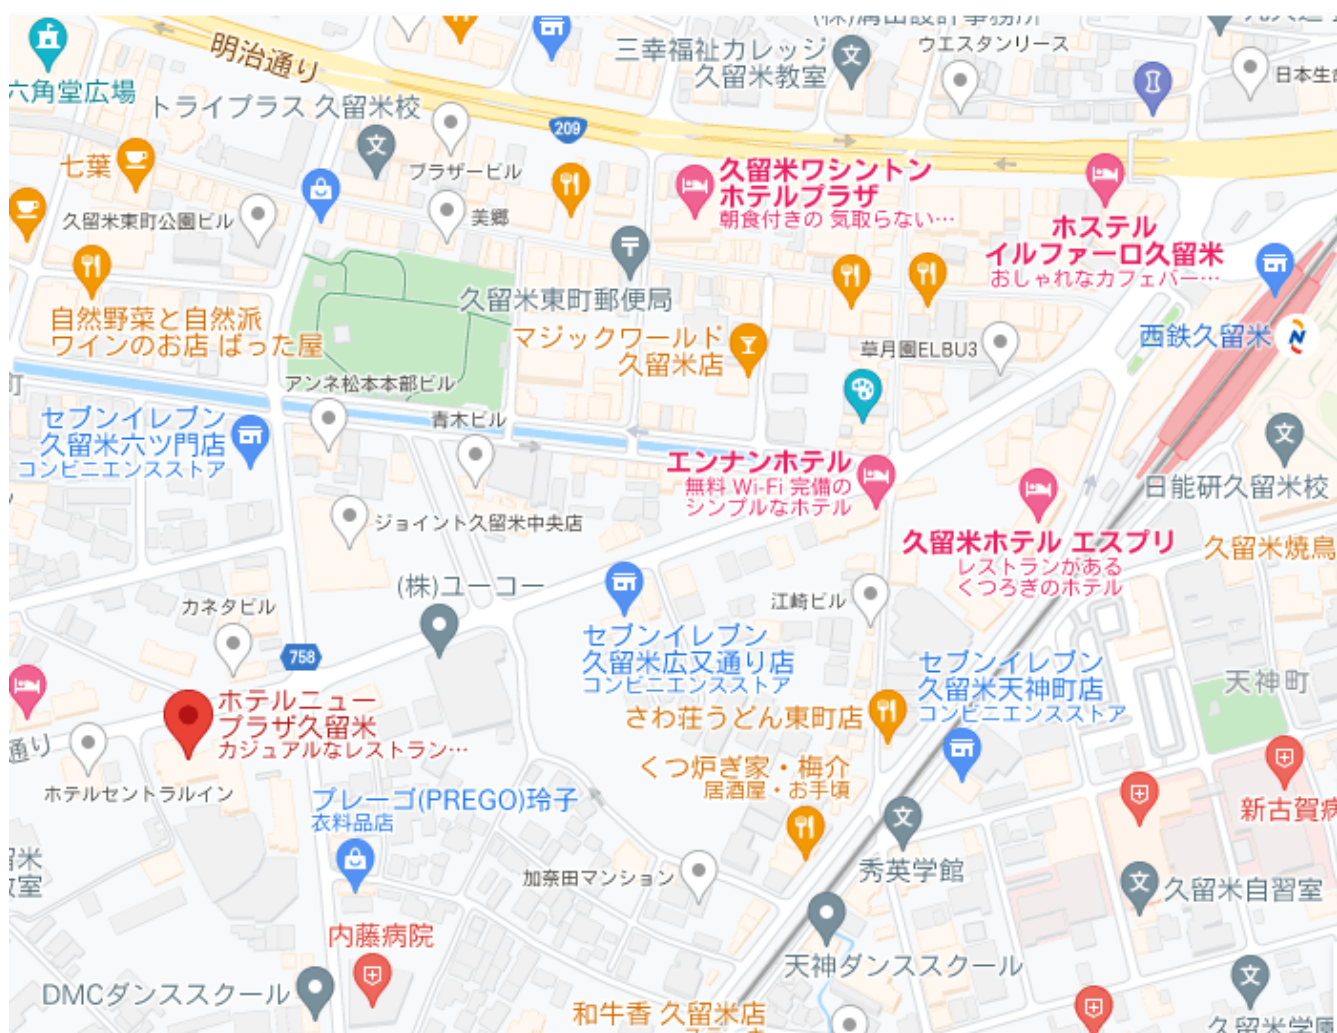 三幸福祉カレッジ
久留米教室
ウエスタンリース
明治通り
六角堂広場
トライプラス 久留米校
209
ブラザービル
七葉
久留米東町公園ビル
美郷
久留米ワシントン
ホテルプラザ
朝食付きの 気取らない…
ホステル
イルファーロ久留米
おしゃれなカフェバー…
久留米東町郵便局
自然野菜と自然派
ワインのお店 ばった屋
マジックワールド
久留米店
草月園ELBU3
西鉄久留米
アンネ松本本部ビル
セブンイレブン
久留米六ツ門店
コンビニエンスストア
青木ビル
エンナンホテル
無料 Wi-Fi 完備の
シンプルなホテル
日能研久留米校
ジョイント久留米中央店
久留米ホテル エスプリ
レストランがある
くつろぎのホテル
久留米焼鳥
(株)ユーコー
カネタビル
江崎ビル
758
セブンイレブン
久留米広又通り店
コンビニエンスストア
セブンイレブン
久留米天神町店
コンビニエンスストア
天神町
ホテルニュー
プラザ久留米
カジュアルなレストラン…
さわ荘うどん東町店
通り
ホテルセントラルイン
くつ炉ぎ家・梅介
居酒屋・お手頃
プレーゴ(PREGO)玲子
衣料品店
新古賀病
秀英学館
加奈田マンション
久留米自習室
内藤病院
天神ダンススクール
DMCダンススクール
和牛香 久留米店